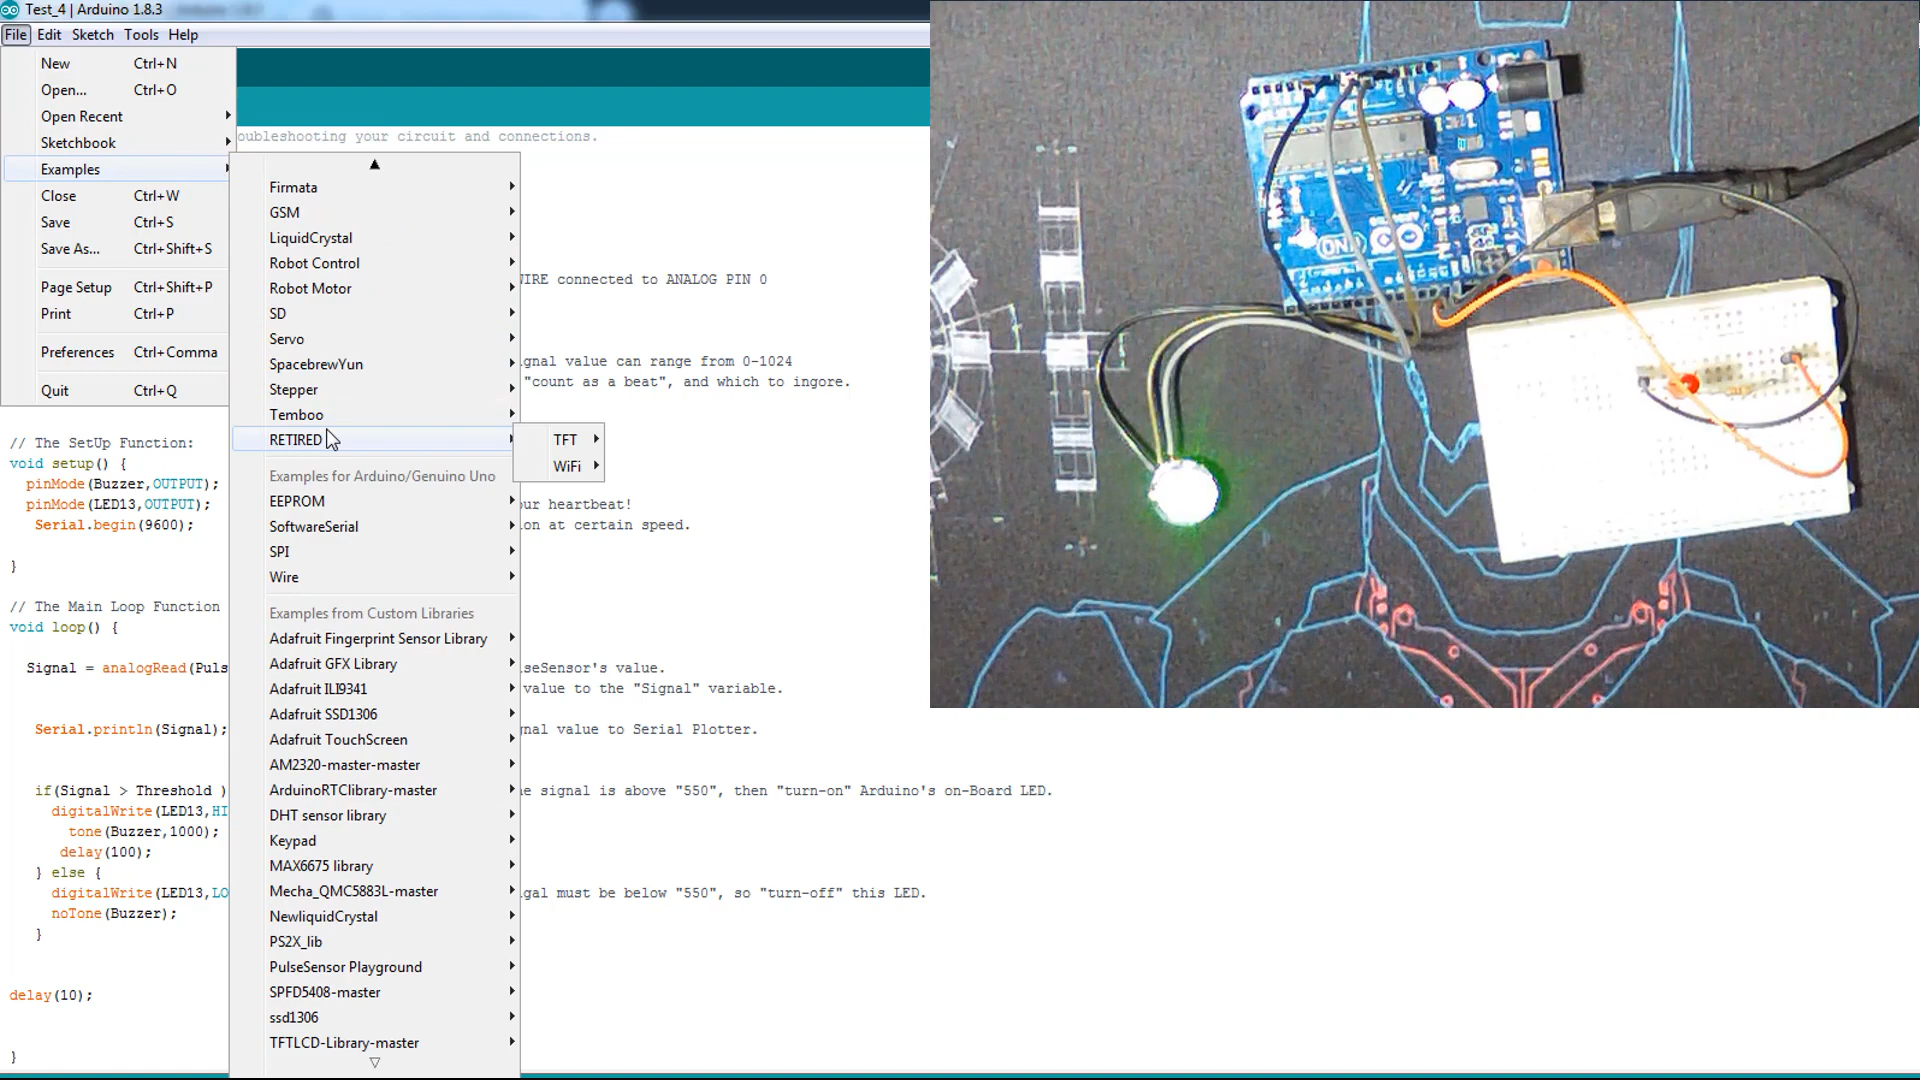 Test_4 | Arduino 1.8.3
File Edit Sketch Tools Help
New Ctrl+N
Open... Ctrl+O
Open Recent
Sketchbook
Examples
Close Ctrl+W
Save Ctrl+S
Save As... Ctrl+Shift+S
Page Setup Ctrl+Shift+P
Print Ctrl+P
Preferences Ctrl+Comma
Quit Ctrl+Q
Firmata
GSM
LiquidCrystal
Robot Control
Robot Motor
SD
Servo
SpacebrewYun
Stepper
Temboo
RETIRED
TFT
WiFi
Examples for Arduino/Genuino Uno
EEPROM
SoftwareSerial
SPI
Wire
Examples from Custom Libraries
Adafruit Fingerprint Sensor Library
Adafruit GFX Library
Adafruit ILI9341
Adafruit SSD1306
Adafruit TouchScreen
AM2320-master-master
ArduinoRTClibrary-master
DHT sensor library
Keypad
MAX6675 library
Mecha_QMC5883L-master
NewliquidCrystal
PS2X_lib
PulseSensor Playground
SPFD5408-master
ssd1306
TFTLCD-Library-master
oubleshooting your circuit and connections.
WIRE connected to ANALOG PIN 0
gnal value can range from 0-1024
"count as a beat", and which to ingore.
// The SetUp Function:
void setup() {
pinMode(Buzzer,OUTPUT);
pinMode(LED13,OUTPUT); ur heartbeat!
Serial.begin(9600); on at certain speed.
}
// The Main Loop Function
void loop() {
Signal = analogRead(Puls seSensor's value.
value to the "Signal" variable.
Serial.println(Signal); nal value to Serial Plotter.
if(Signal > Threshold ) e signal is above "550", then "turn-on" Arduino's on-Board LED.
digitalWrite(LED13,HI
tone(Buzzer,1000);
delay(100);
} else {
digitalWrite(LED13,LO gal must be below "550", so "turn-off" this LED.
noTone(Buzzer);
}
delay(10);
}
UNO